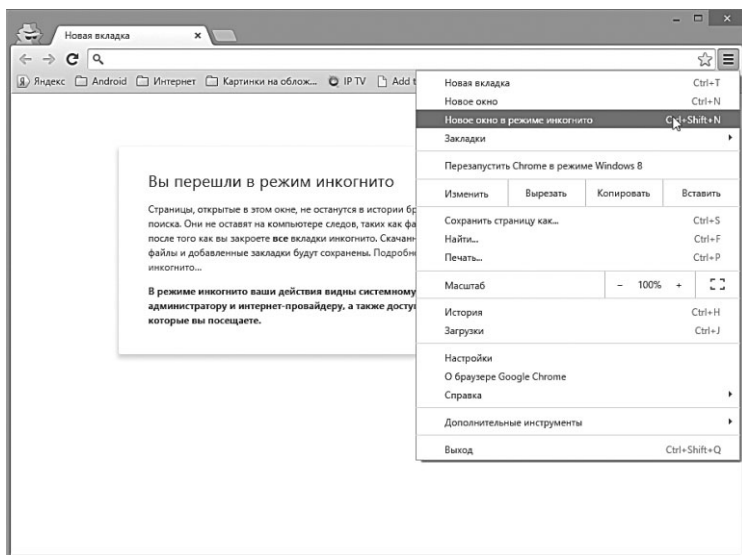 Новая вкладка
Яндекс Android Интернет Картинки на облож... IP TV Add t
Новая вкладка Ctrl+T
Новое окно Ctrl+N
Новое окно в режиме инкогнито Ctrl+Shift+N
Закладки
Перезапустить Chrome в режиме Windows 8
Изменить Вырезать Копировать Вставить
Сохранить страницу как... Ctrl+S
Найти... Ctrl+F
Печать... Ctrl+P
Масштаб – 100% +
История Ctrl+H
Загрузки Ctrl+J
Настройки
О браузере Google Chrome
Справка
Дополнительные инструменты
Выход Ctrl+Shift+Q
Вы перешли в режим инкогнито
Страницы, открытые в этом окне, не останутся в истории бр
поиска. Они не оставят на компьютере следов, таких как фа
после того как вы закроете все вкладки инкогнито. Скачанн
файлы и добавленные закладки будут сохранены. Подробн
инкогнито...
В режиме инкогнито ваши действия видны системному
администратору и интернет-провайдеру, а также досту
которые вы посещаете.